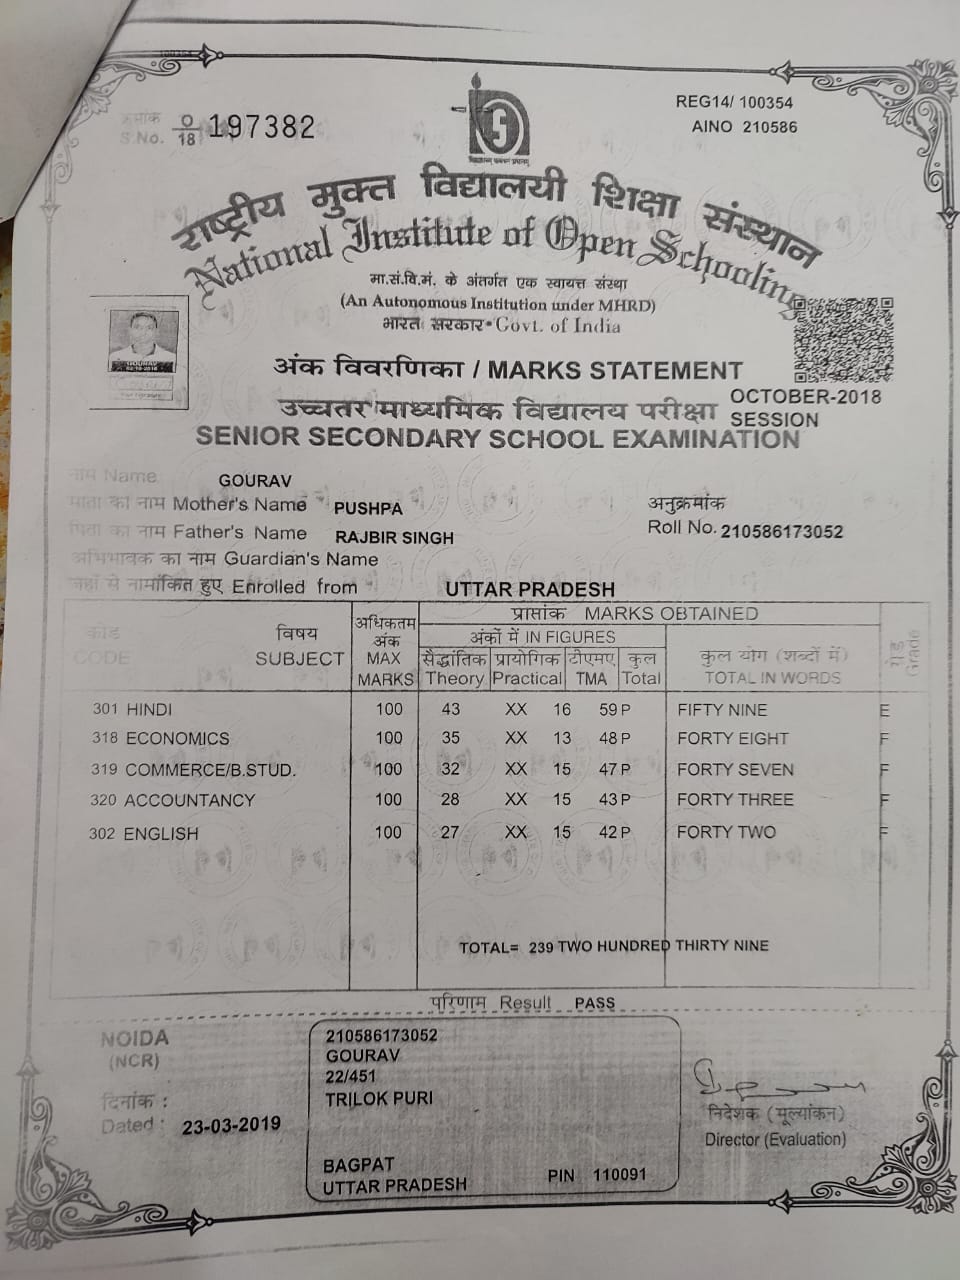 REG14/ 100354
क्रमांक
S.No. O/18 197382
AINO 210586
राष्ट्रीय मुक्त विद्यालयी शिक्षा संस्थान
National Institute of Open Schooling
मा.सं.वि.मं. के अंतर्गत एक स्वायत्त संस्था
(An Autonomous Institution under MHRD)
भारत सरकार Govt. of India
GOURAV
अंक विवरणिका / MARKS STATEMENT
उच्चतर माध्यमिक विद्यालय परीक्षा OCTOBER-2018 SESSION
SENIOR SECONDARY SCHOOL EXAMINATION
नाम Name GOURAV
माता का नाम Mother's Name PUSHPA अनुक्रमांक
पिता का नाम Father's Name RAJBIR SINGH Roll No. 210586173052
अभिभावक का नाम Guardian's Name
जहां से नामांकित हुए Enrolled from UTTAR PRADESH
कोड CODE विषय SUBJECT अधिकतम अंक MAX MARKS प्राप्तांक MARKS OBTAINED ग्रेड Grade
अंकों में IN FIGURES कुल योग (शब्दों में) TOTAL IN WORDS
सैद्धांतिक Theory प्रायोगिक Practical टीएमए TMA कुल Total
301 HINDI 100 43 XX 16 59 P FIFTY NINE E
318 ECONOMICS 100 35 XX 13 48 P FORTY EIGHT F
319 COMMERCE/B.STUD. 100 32 XX 15 47 P FORTY SEVEN F
320 ACCOUNTANCY 100 28 XX 15 43 P FORTY THREE F
302 ENGLISH 100 27 XX 15 42 P FORTY TWO F
TOTAL= 239 TWO HUNDRED THIRTY NINE
परिणाम Result PASS
NOIDA
(NCR)
दिनांक :
Dated : 23-03-2019
210586173052
GOURAV
22/451
TRILOK PURI
BAGPAT
UTTAR PRADESH PIN 110091
निदेशक (मूल्यांकन)
Director (Evaluation)